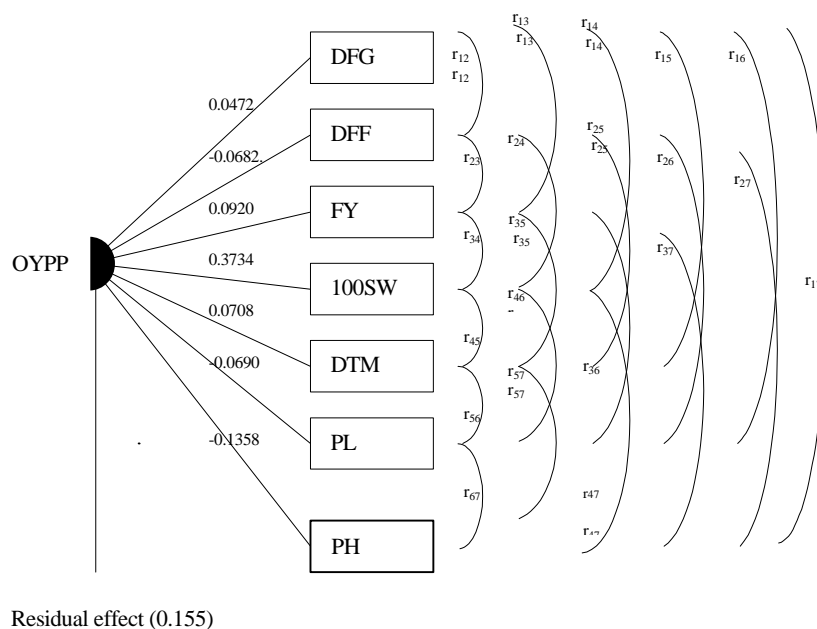 r13
r13
r14
r14
r12
r12
r15
r16
DFG
0.0472
DFF
r25
r25
r24
r23
r26
r27
-0.0682
0.0920
FY
r35
r35
r34
r37
OYPP
0.3734
100SW
r46
0.0708
DTM
r45
r36
r57
r57
-0.0690
PL
r56
-0.1358
r67
r47
r47
PH
Residual effect (0.155)